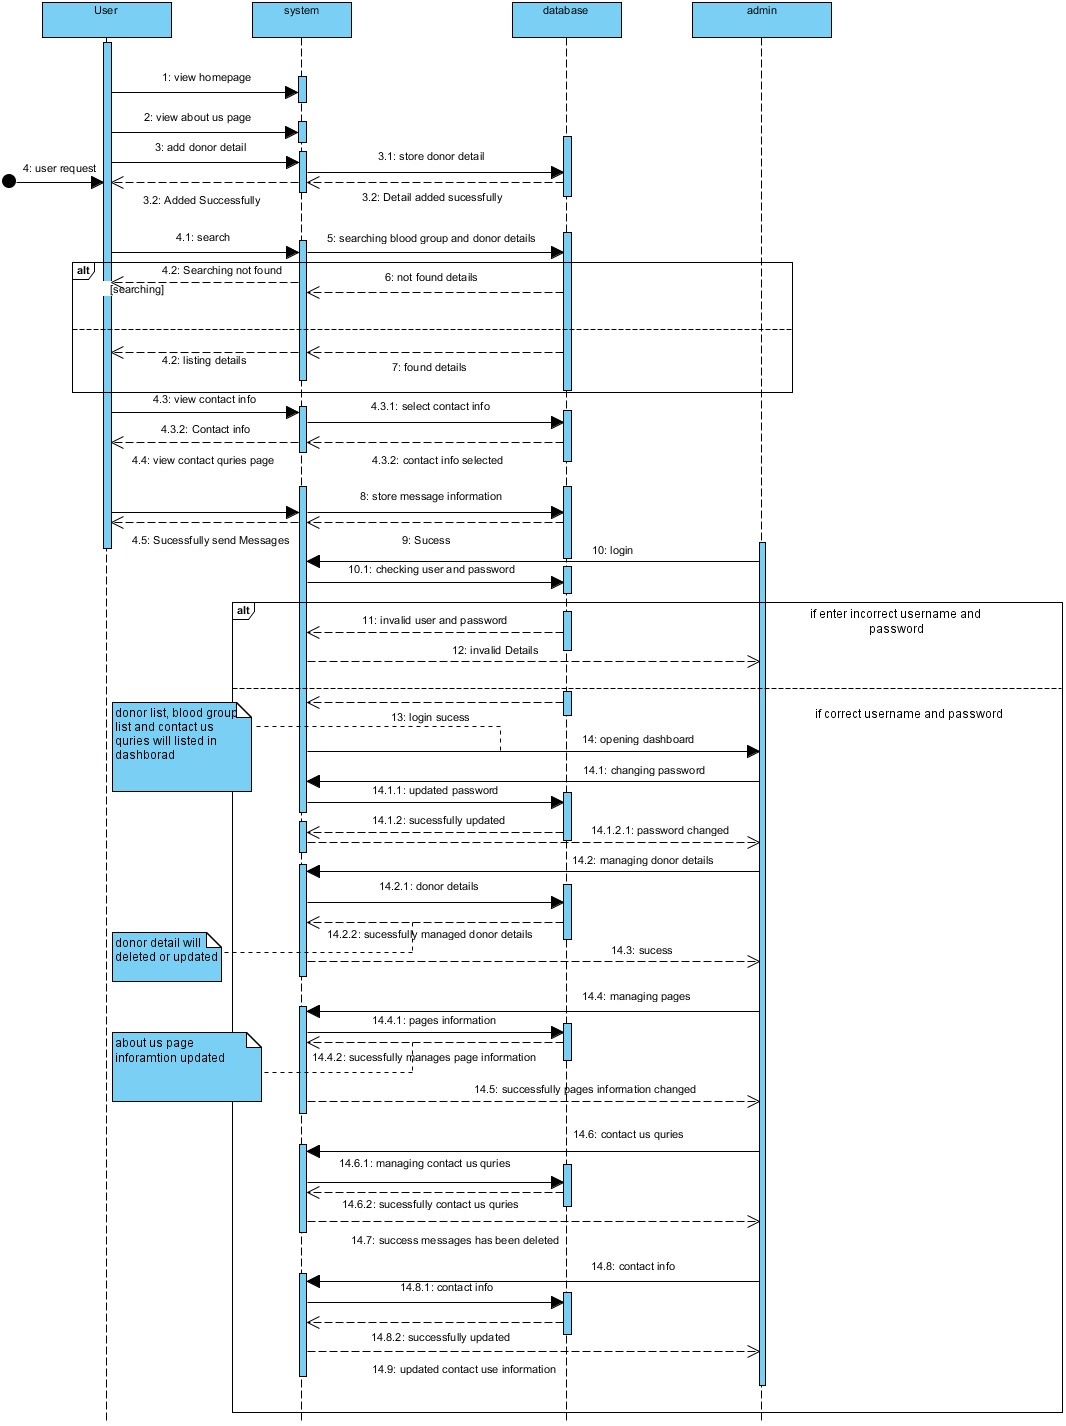 User
system
database
admin
1: view homepage
2: view about us page
3: add donor detail
3.1: store donor detail
4: user request
3.2: Added Successfully
3.2: Detail added sucessfully
4.1: search
5: searching blood group and donor details
alt
4.2: Searching not found
6: not found details
[searching]
4.2: listing details
7: found details
4.3: view contact info
4.3.1: select contact info
4.3.2: Contact info
4.4: view contact quries page
4.3.2: contact info selected
8: store message information
4.5: Sucessfully send Messages
9: Sucess
10: login
10.1: checking user and password
alt
if enter incorrect username and
password
11: invalid user and password
12: invalid Details
donor list, blood group
list and contact us
quries will listed in
dashborad
13: login sucess
if correct username and password
14: opening dashboard
14.1: changing password
14.1.1: updated password
14.1.2: sucessfully updated
14.1.2.1: password changed
14.2: managing donor details
14.2.1: donor details
14.2.2: sucessfully managed donor details
donor detail will
deleted or updated
14.3: sucess
14.4: managing pages
14.4.1: pages information
about us page
inforamtion updated
14.4.2: sucessfully manages page information
14.5: successfully pages information changed
14.6: contact us quries
14.6.1: managing contact us quries
14.6.2: sucessfully contact us quries
14.7: success messages has been deleted
14.8: contact info
14.8.1: contact info
14.8.2: successfully updated
14.9: updated contact use information